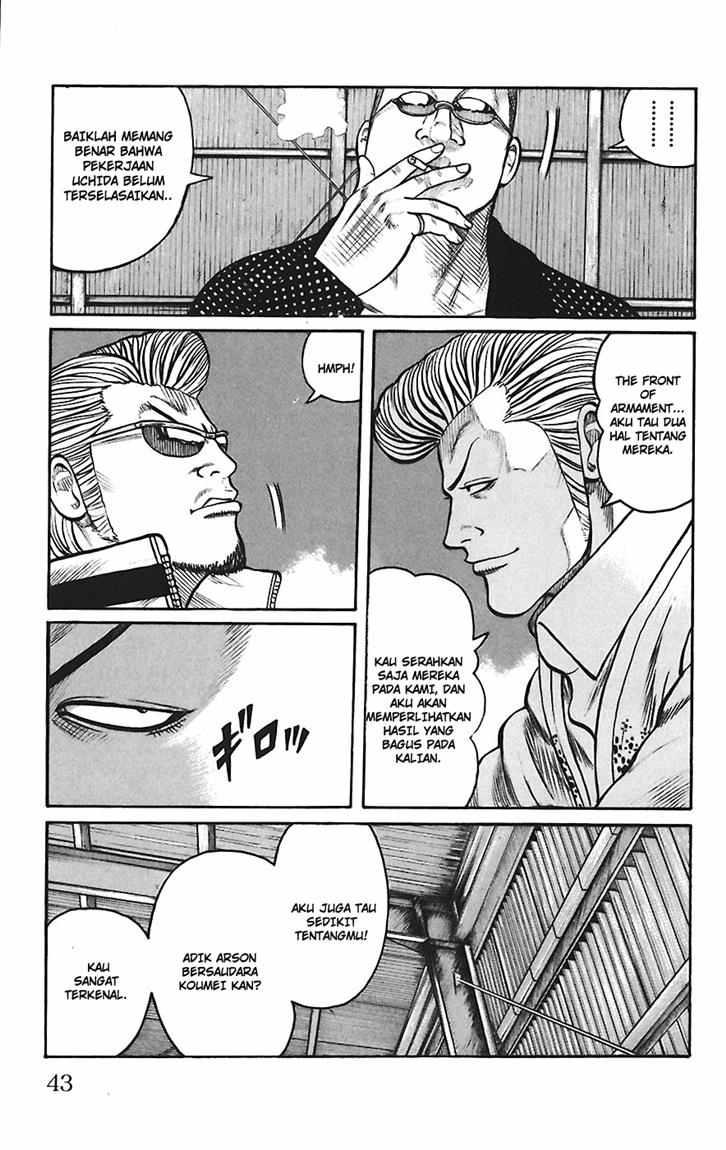 ............
BAIKLAH MEMANG
BENAR BAHWA
PEKERJAAN
UCHIDA BELUM
TERSELASAIKAN..
THE FRONT
OF
ARMAMENT...
AKU TAU DUA
HAL TENTANG
MEREKA.
KAU SERAHKAN
SAJA MEREKA
PADA KAMI, DAN
AKU AKAN
MEMPERLIHATKAN
HASIL YANG
BAGUS PADA
KALIAN.
HMPH!
ギロッ
AKU JUGA TAU
SEDIKIT
TENTANGMU!
ADIK ARSON
BERSAUDARA
KOUMEI KAN?
KAU
SANGAT
TERKENAL.
43